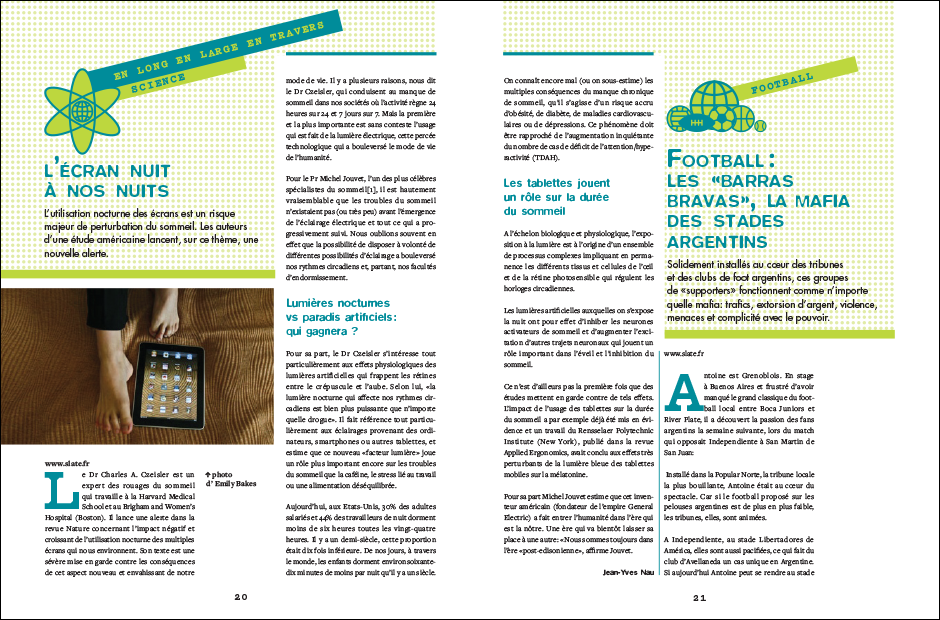 EN LONG EN LARGE EN TRAVERS
SCIENCE
L'ÉCRAN NUIT
À NOS NUITS
L'utilisation nocturne des écrans est un risque
majeur de perturbation du sommeil. Les auteurs
d'une étude américaine lancent, sur ce thème, une
nouvelle alerte.
www.slate.fr
Le Dr Charles A. Czeisler est un
expert des rouages du sommeil
qui travaille à la Harvard Medical
School et au Brigham and Women's
Hospital (Boston). Il lance une alerte dans la
revue Nature concernant l'impact négatif et
croissant de l'utilisation nocturne des multiples
écrans qui nous environment. Son texte est une
sévère mise en garde contre les conséquences
de cet aspect nouveau et envahissant de notre
↑ photo
d' Emily Bakes
mode de vie. Il y a plusieurs raisons, nous dit
le Dr Czeisler, qui conduisent au manque de
sommeil dans nos sociétés où l'activité règne 24
heures sur 24 et 7 jours sur 7. Mais la première
et la plus importante est sans conteste l'usage
qui est fait de la lumière électrique, cette percée
technologique qui a bouleversé le mode de vie
de l'humanité.
Pour le Pr Michel Jouvet, l'un des plus célèbres
spécialistes du sommeil[1], il est hautement
vraisemblable que les troubles du sommeil
n'existaient pas (ou très peu) avant l'émergence
de l'éclairage électrique et tout ce qui a pro-
gressivement suivi. Nous oublions souvent en
effet que la possibilité de disposer à volonté de
différentes possibilités d'éclairage a bouleversé
nos rythmes circadiens et, partant, nos facultés
d'endormissement.
Lumières nocturnes
vs paradis artificiels:
qui gagnera ?
Pour sa part, le Dr Czeisler s'intéresse tout
particulièrement aux effets physiologiques des
lumières artificielles qui frappent les rétines
entre le crépuscule et l'aube. Selon lui, «la
lumière nocturne qui affecte nos rythmes cir-
cadiens est bien plus puissante que n'importe
quelle drogue». Il fait référence tout particu-
lièrement aux éclairages provenant des ordi-
nateurs, smartphones ou autres tablettes, et
estime que ce nouveau «facteur lumière» joue
un rôle plus important encore sur les troubles
du sommeil que la caféine, le stress lié au travail
ou une alimentation déséquilibrée.
Aujourd'hui, aux Etats-Unis, 30% des adultes
salariés et 44% des travailleurs de nuit dorment
moins de six heures toutes les vingt-quatre
heures. Il y a un demi-siècle, cette proportion
était dix fois inférieure. De nos jours, à travers
le monde, les enfants dorment environ soixante-
dix minutes de moins par nuit qu'il y a un siècle.
20
On connaît encore mal (ou on sous-estime) les
multiples conséquences du manque chronique
de sommeil, qu'il s'agisse d'un risque accru
d'obésité, de diabète, de maladies cardiovascu-
laires ou de dépressions. Ce phénomène doit
être rapproché de l'augmentation inquiétante
du nombre de cas de déficit de l'attention/hype-
ractivité (TDAH).
Les tablettes jouent
un rôle sur la durée
du sommeil
A l'échelon biologique et physiologique, l'expo-
sition à la lumière est à l'origine d'un ensemble
de processus complexes impliquant en perma-
nence les différents tissus et cellules de l'œil
et de la rétine photosensible qui régulent les
horloges circadiennes.
Les lumières artificielles auxquelles on s'expose
la nuit ont pour effet d'inhiber les neurones
activateurs de sommeil et d'augmenter l'exci-
tation d'autres trajets neuronaux qui jouent un
rôle important dans l'éveil et l'inhibition du
sommeil.
Ce n'est d'ailleurs pas la première fois que des
études mettent en garde contre de tels effets.
L'impact de l'usage des tablettes sur la durée
du sommeil a par exemple déjà été mis en évi-
dence et un travail du Rensselaer Polytechnic
Institute (New York), publié dans la revue
Applied Ergonomics, avait conclu aux effets très
perturbants de la lumière bleue des tablettes
mobiles sur la mélatonine.
Pour sa part Michel Jouvet estime que cet inven-
teur américain (fondateur de l'empire General
Electric) a fait entrer l'humanité dans l'ère qui
est la nôtre. Une ère qui va bientôt laisser sa
place à une autre: «Nous sommes toujours dans
l'ère «post-edisonienne», affirme Jouvet.
Jean-Yves Nau
FOOTBALL
FOOTBALL:
LES «BARRAS
BRAVAS», LA MAFIA
DES STADES
ARGENTINS
Solidement installés au cœur des tribunes
et des clubs de foot argentins, ces groupes
de «supporters» fonctionnent comme n'importe
quelle mafia: trafics, extorsion d'argent, violence,
menaces et complicité avec le pouvoir.
www.slate.fr
Antoine est Grenoblois. En stage
à Buenos Aires et frustré d'avoir
manqué le grand classique du foot-
ball local entre Boca Juniors et
River Plate, il a découvert la passion des fans
argentins la semaine suivante, lors du match
qui opposait Independiente à San Martin de
San Juan:
Installé dans la Popular Norte, la tribune locale
la plus bouillante, Antoine était au cœur du
spectacle. Car si le football proposé sur les
pelouses argentines est de plus en plus faible,
les tribunes, elles, sont animées.
A Independiente, au stade Libertadores de
América, elles sont aussi pacifiées, ce qui fait du
club d'Avellaneda un cas unique en Argentine.
Si aujourd'hui Antoine peut se rendre au stade
21